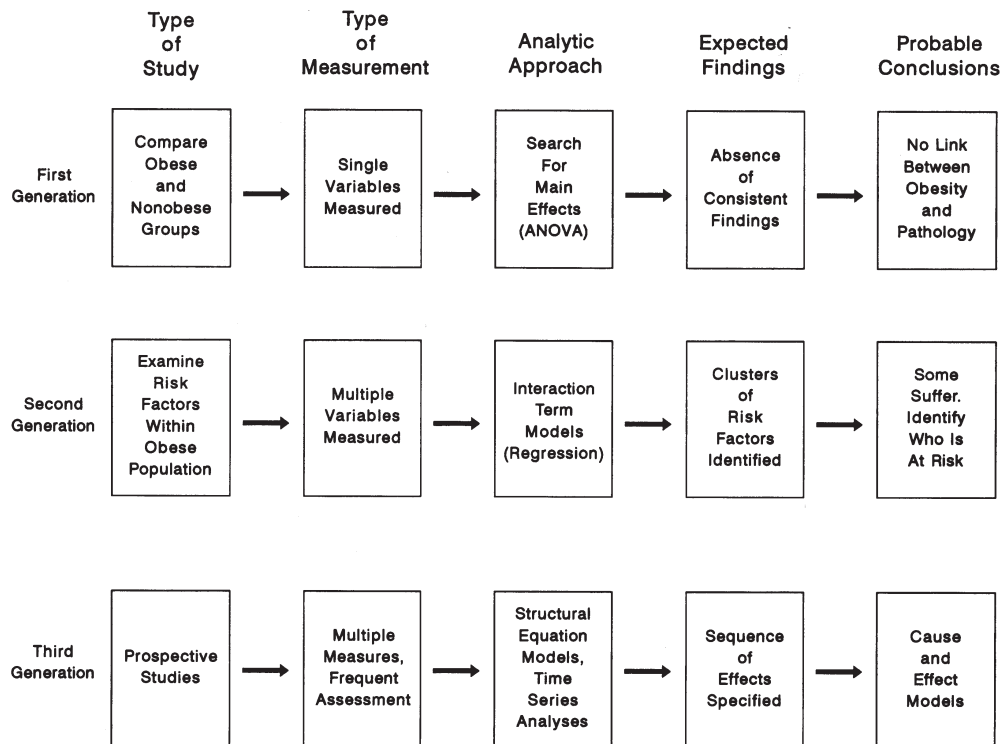 Type
of
Study
Type
of
Measurement
Analytic
Approach
Expected
Findings
Probable
Conclusions
First
Generation
Compare
Obese
and
Nonobese
Groups
Single
Variables
Measured
Search
For
Main
Effects
(ANOVA)
Absence
of
Consistent
Findings
No Link
Between
Obesity
and
Pathology
Second
Generation
Examine
Risk
Factors
Within
Obese
Population
Multiple
Variables
Measured
Interaction
Term
Models
(Regression)
Clusters
of
Risk
Factors
Identified
Some
Suffer.
Identify
Who Is
At Risk
Third
Generation
Prospective
Studies
Multiple
Measures,
Frequent
Assessment
Structural
Equation
Models,
Time
Series
Analyses
Sequence
of
Effects
Specified
Cause
and
Effect
Models